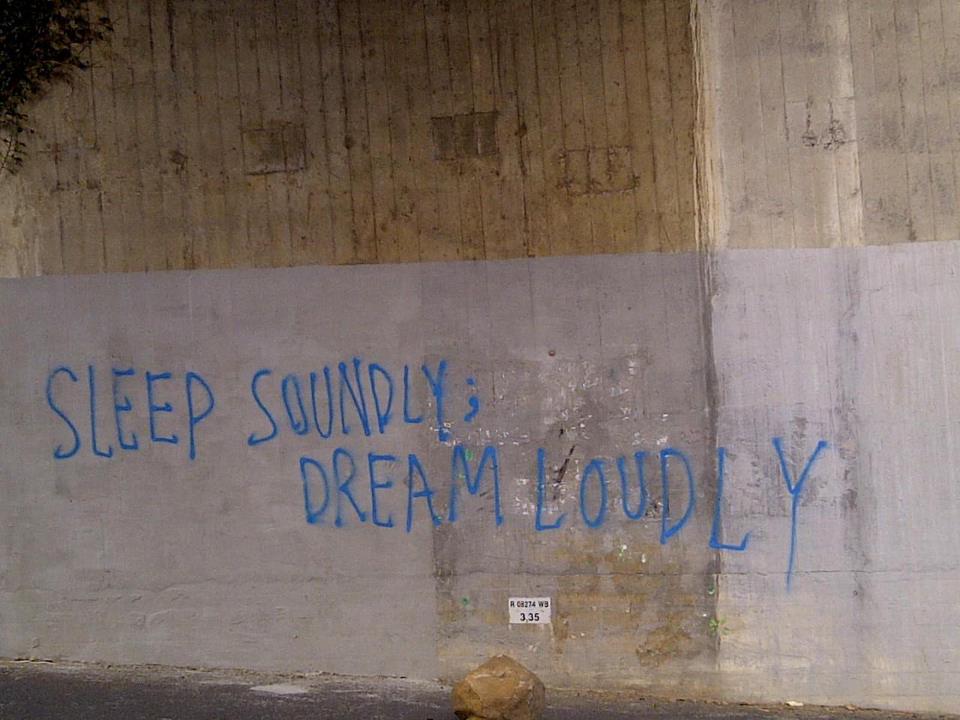 SLEEP SOUNDLY;
DREAM LOUDLY
R 08274 WB
3,35